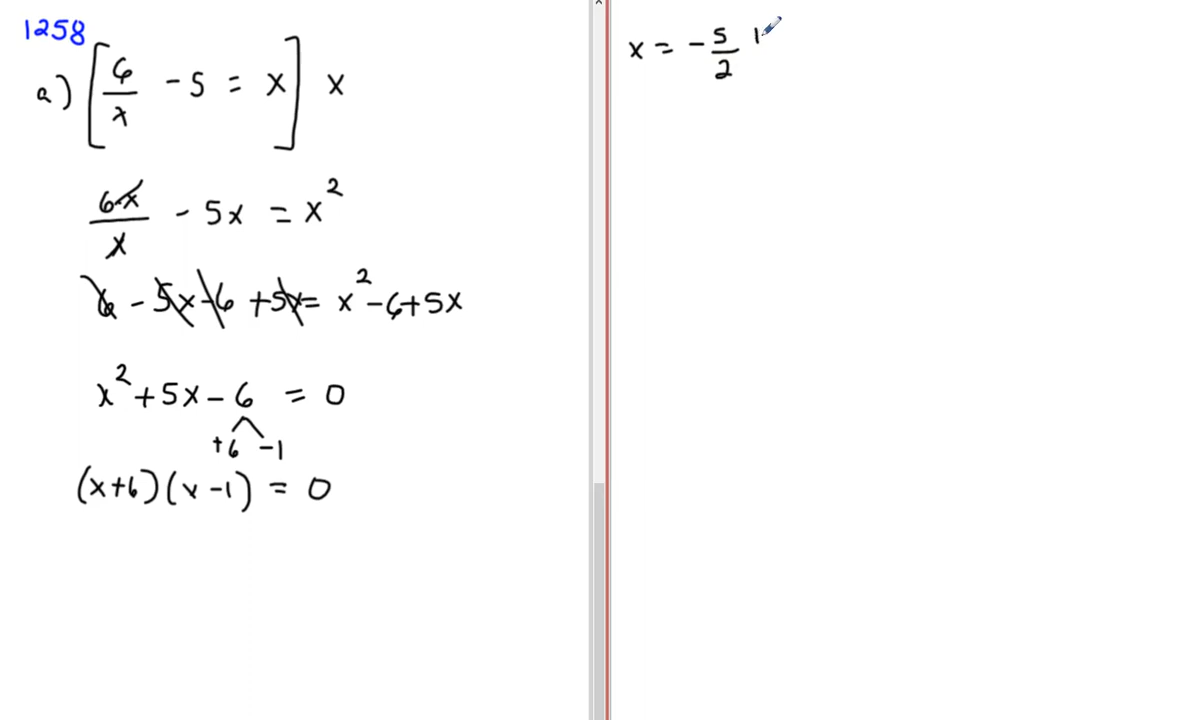 1258
a) [6/x - 5 = x] x
6x/x - 5x = x²
6 - 5x - 6 + 5x = x² - 6 + 5x
x² + 5x - 6 = 0
+6 -1
(x+6)(x-1) = 0
x = -5/2